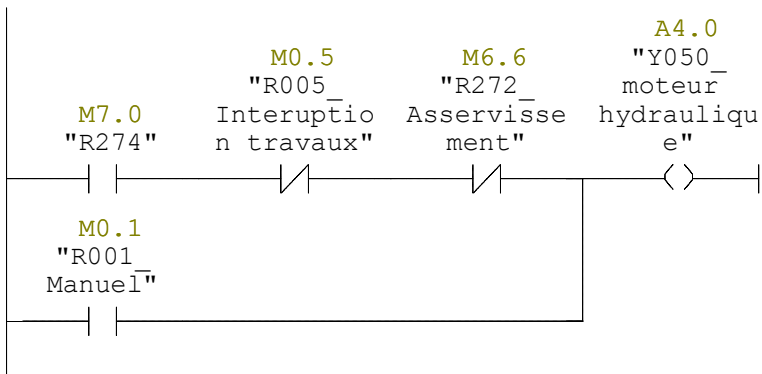 A4.0
M0.5
M6.6
"Y050_
"R005_
"R272_
moteur
M7.0
Interuptio
Asservisse
hydrauliqu
"R274"
n travaux"
ment"
e"
M0.1
"R001_
Manuel"